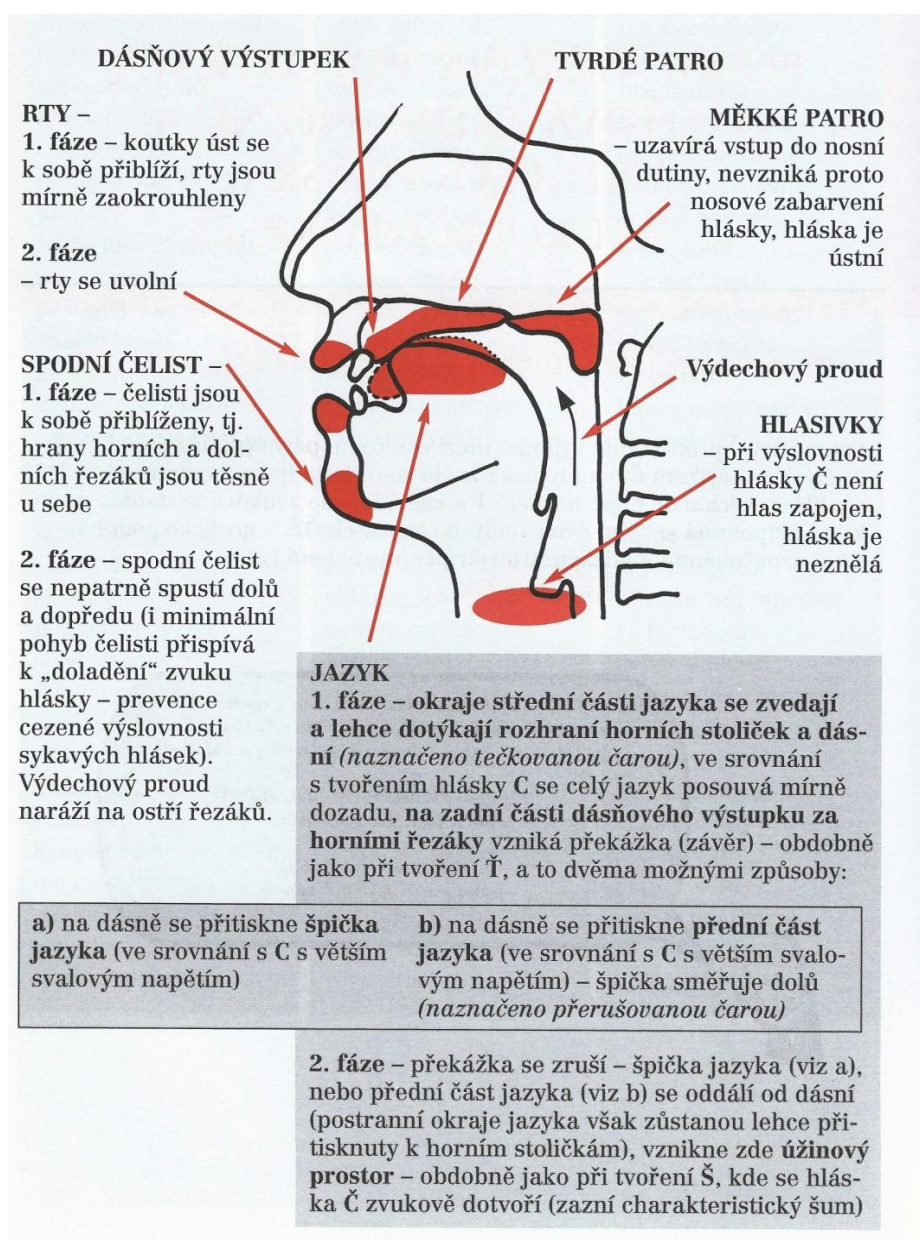 DÁSŇOVÝ VÝSTUPEK
TVRDÉ PATRO
RTY –
1. fáze – koutky úst se
k sobě přiblíží, rty jsou
mírně zaokrouhleny
2. fáze
– rty se uvolní
MĚKKÉ PATRO
– uzavírá vstup do nosní
dutiny, nevzniká proto
nosové zabarvení
hlásky, hláska je
ústní
SPODNÍ ČELIST –
1. fáze – čelisti jsou
k sobě přiblíženy, tj.
hrany horních a dol-
ních řezáků jsou těsně
u sebe
2. fáze – spodní čelist
se nepatrně spustí dolů
a dopředu (i minimální
pohyb čelisti přispívá
k „doladění“ zvuku
hlásky – prevence
cezené výslovnosti
sykavých hlásek).
Výdechový proud
naráží na ostří řezáků.
Výdechový proud
HLASIVKY
– při výslovnosti
hlásky Č není
hlas zapojen,
hláska je
neznělá
JAZYK
1. fáze – okraje střední části jazyka se zvedají
a lehce dotýkají rozhraní horních stoliček a dás-
ní (naznačeno tečkovanou čarou), ve srovnání
s tvořením hlásky C se celý jazyk posouvá mírně
dozadu, na zadní části dásňového výstupku za
horními řezáky vzniká překážka (závěr) – obdobně
jako při tvoření Ť, a to dvěma možnými způsoby:
a) na dásně se přitiskne špička
jazyka (ve srovnání s C s větším
svalovým napětím)
b) na dásně se přitiskne přední část
jazyka (ve srovnání s C s větším svalo-
vým napětím) – špička směřuje dolů
(naznačeno přerušovanou čarou)
2. fáze – překážka se zruší – špička jazyka (viz a),
nebo přední část jazyka (viz b) se oddálí od dásní
(postranní okraje jazyka však zůstanou lehce při-
tisknuty k horním stoličkám), vznikne zde úžinový
prostor – obdobně jako při tvoření Š, kde se hlás-
ka Č zvukově dotvoří (zazní charakteristický šum)